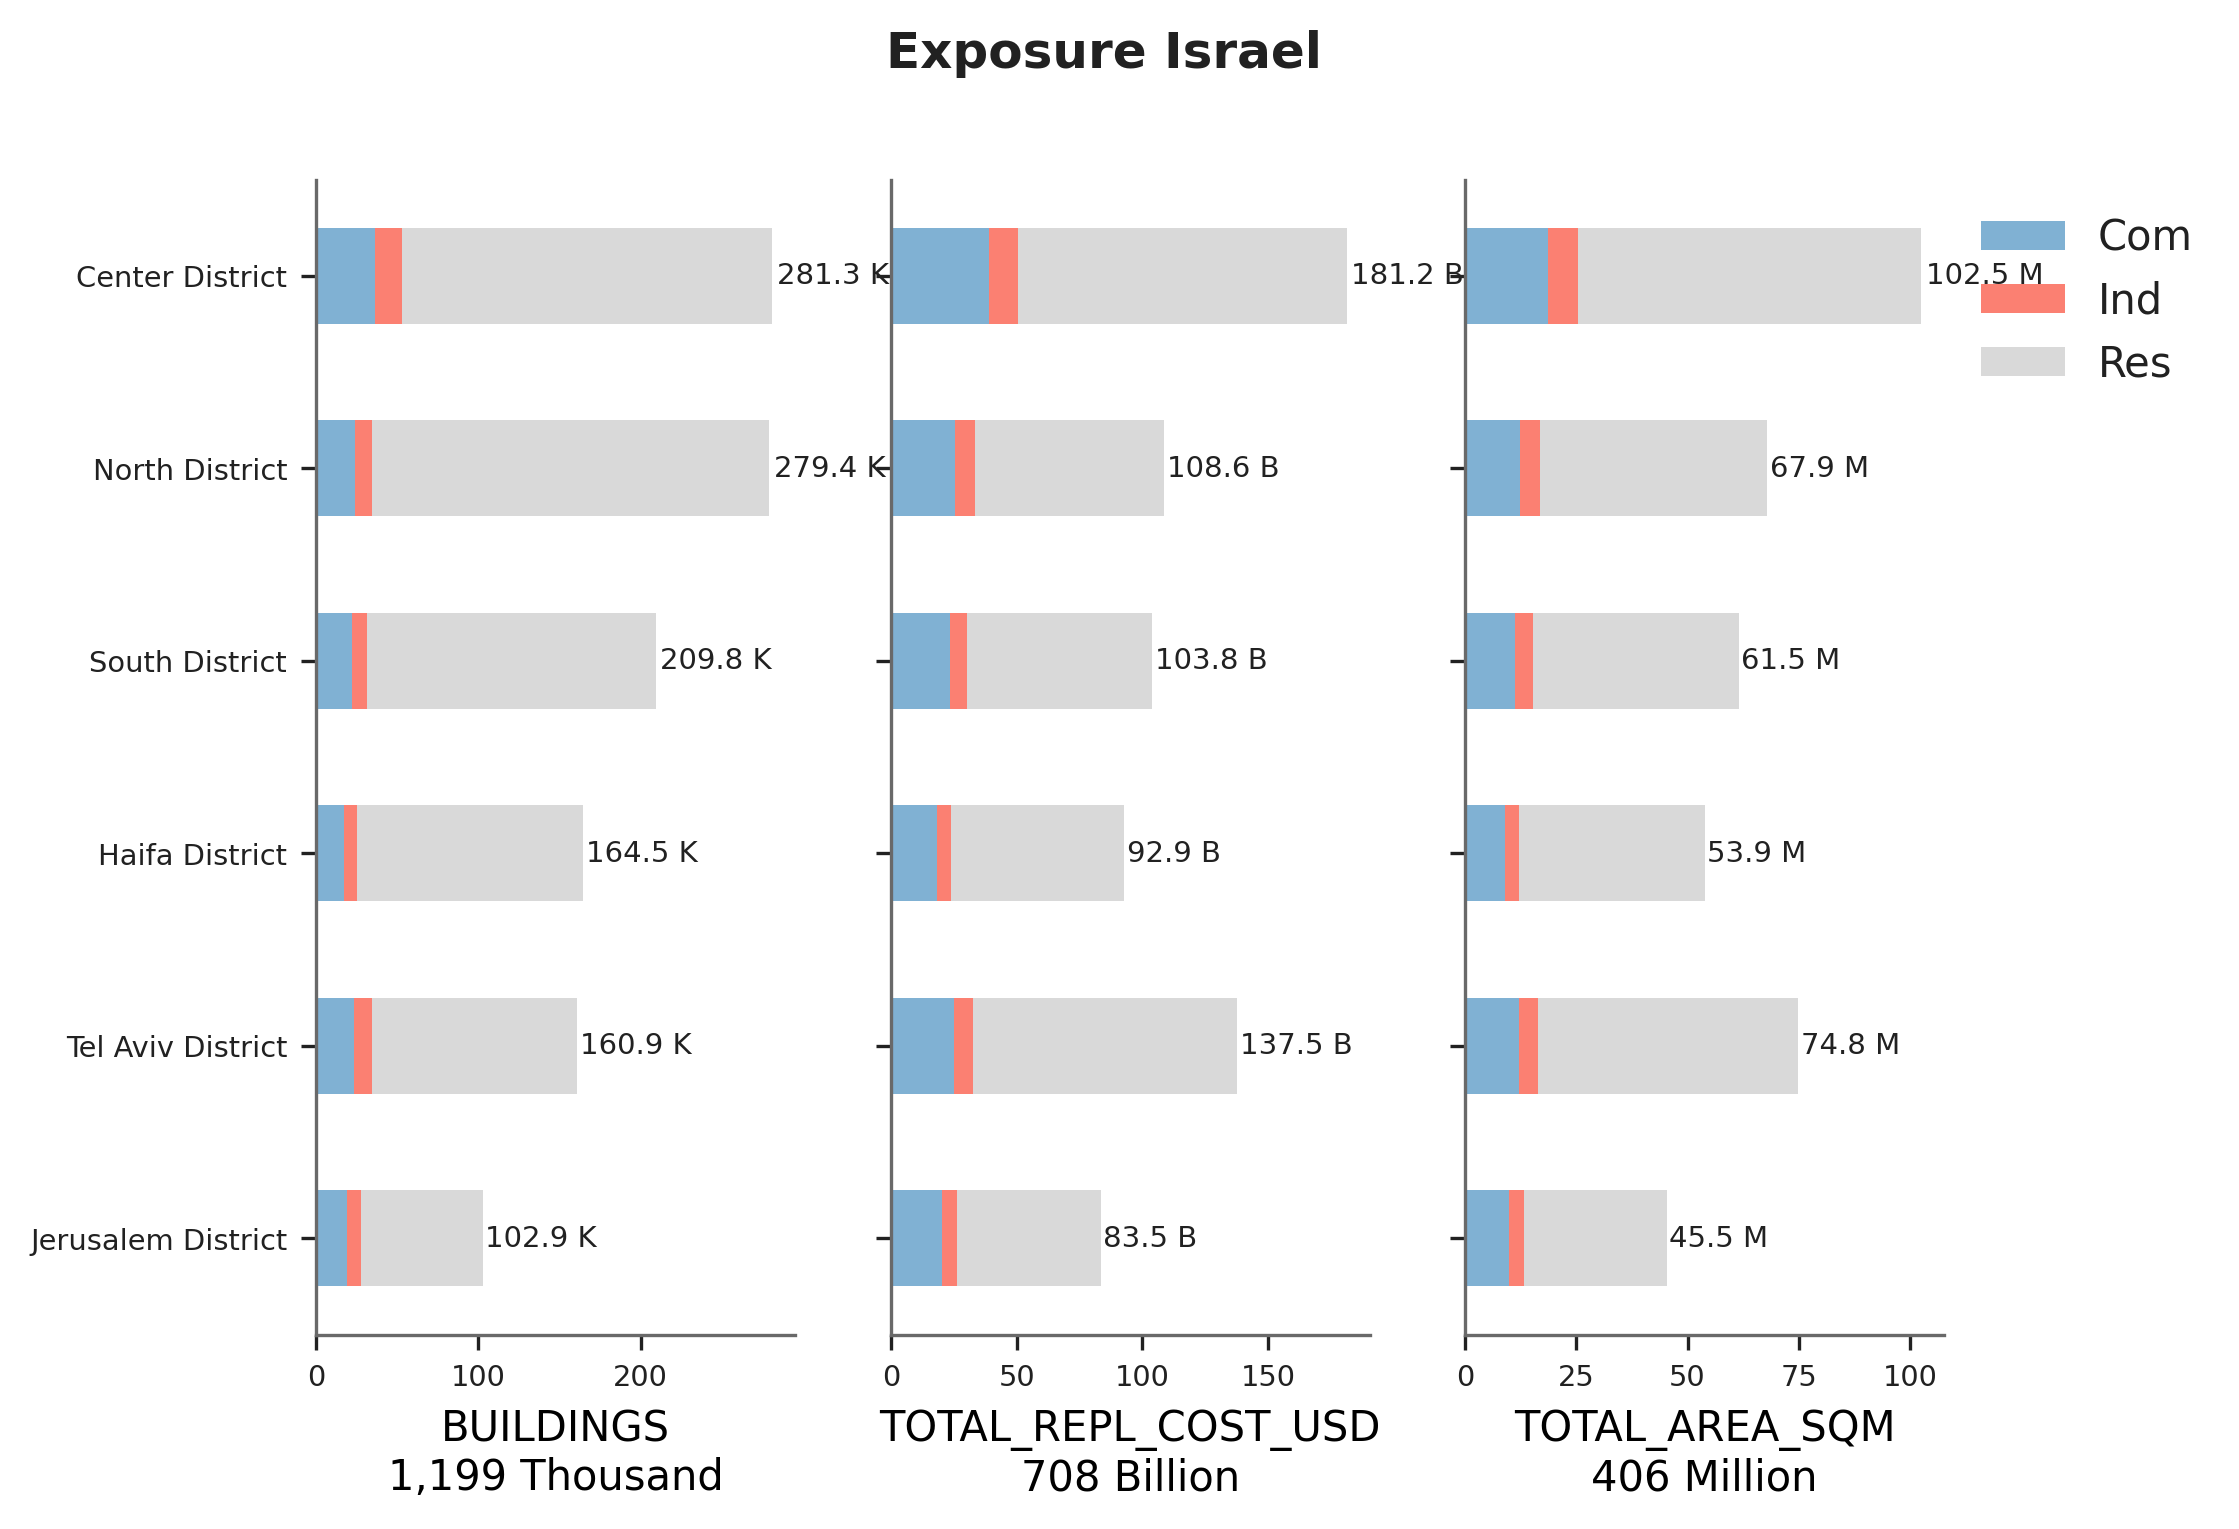 Exposure Israel
Center District
North District
South District
Haifa District
Tel Aviv District
Jerusalem District
281.3 K
279.4 K
209.8 K
164.5 K
160.9 K
102.9 K
0 100 200
BUILDINGS
1,199 Thousand
181.2 B
108.6 B
103.8 B
92.9 B
137.5 B
83.5 B
0 50 100 150
TOTAL_REPL_COST_USD
708 Billion
102.5 M
67.9 M
61.5 M
53.9 M
74.8 M
45.5 M
0 25 50 75 100
TOTAL_AREA_SQM
406 Million
Com
Ind
Res